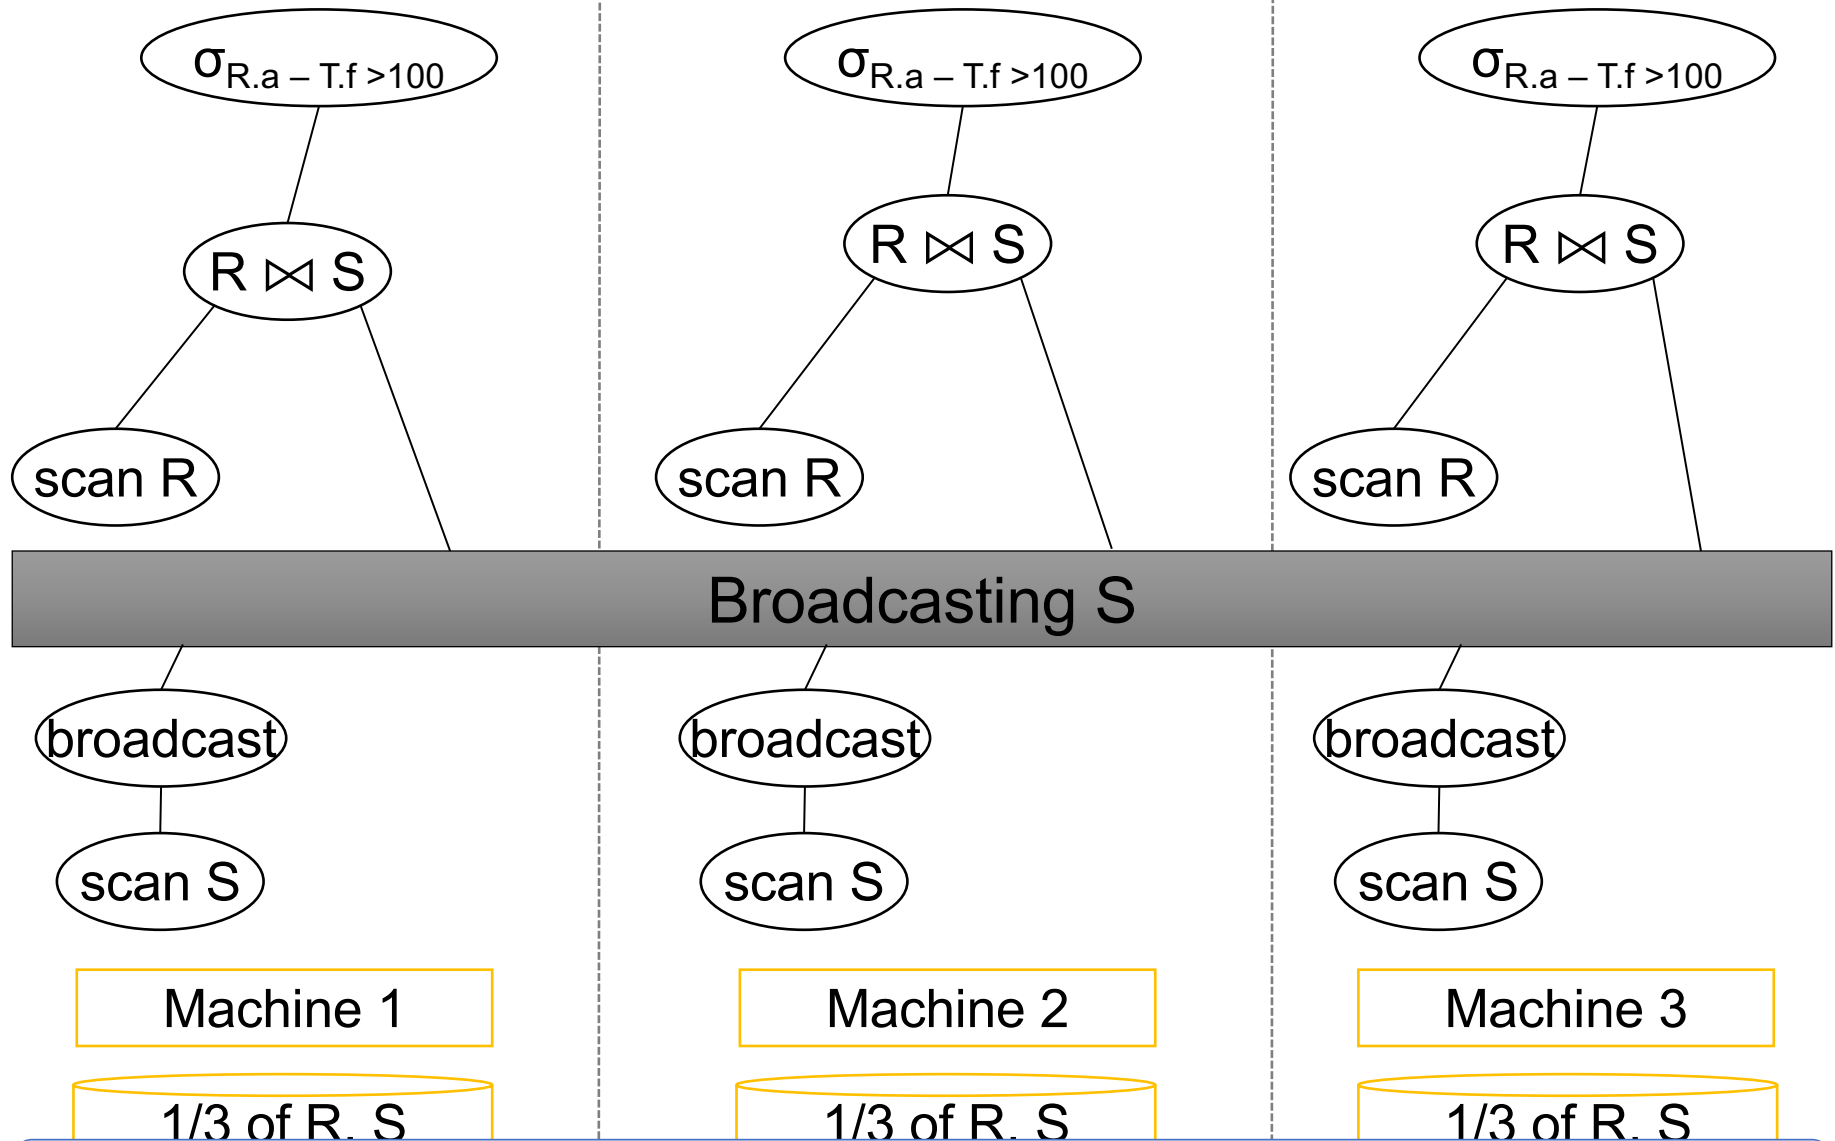 σR.a – T.f >100
σR.a – T.f >100
σR.a – T.f >100
R ⋈ S
R ⋈ S
R ⋈ S
scan R
scan R
scan R
Broadcasting S
broadcast
broadcast
broadcast
scan S
scan S
scan S
Machine 1
Machine 2
Machine 3
1/3 of R, S
1/3 of R, S
1/3 of R, S